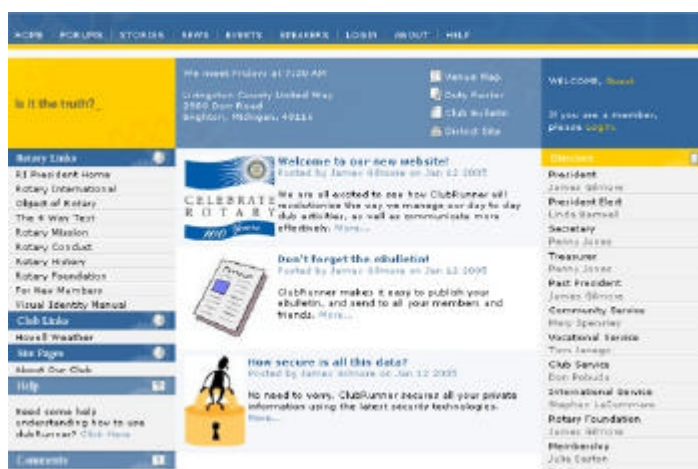 HOME FORUMS STORIES NEWS EVENTS SPEAKERS LOGIN ABOUT HELP
Is it the truth?_
We meet Fridays at 7:30 AM
Livingston County United Way
2980 Dorr Road
Brighton, Michigan, 48116
Venue Map
Duty Roster
Club Bulletin
District Site
WELCOME, Guest
If you are a member,
please Login.
Rotary Links
RI President Home
Rotary International
Object of Rotary
The 4 Way Test
Rotary Mission
Rotary Conduct
Rotary History
Rotary Foundation
For New Members
Visual Identity Manual
Club Links
Howell Weather
Site Pages
About Our Club
Help
Need some help
understanding how to use
clubRunner? Click Here
Comments
CELEBRATE
ROTARY
100 Years
Welcome to our new website!
Posted by James Gilmore on Jan 12 2005
We are all excited to see how ClubRunner will
revolutionize the way we manage our day to day
club activities, as well as communicate more
effectively. More...
Don't forget the eBulletin!
Posted by James Gilmore on Jan 12 2005
ClubRunner makes it easy to publish your
eBulletin, and send to all your members and
friends. More...
How secure is all this data?
Posted by James Gilmore on Jan 12 2005
No need to worry, ClubRunner secures all your private
information using the latest security technologies.
More...
Directors
President
James Gilmore
President Elect
Linda
Secretary
Penny Jones
Treasurer
Penny Jones
Past President
James Gilmore
Community Service
Mary
Vocational Service
Tom
Club Service
Don
International Service
Stephen
Rotary Foundation
James Gilmore
Membership
Julie